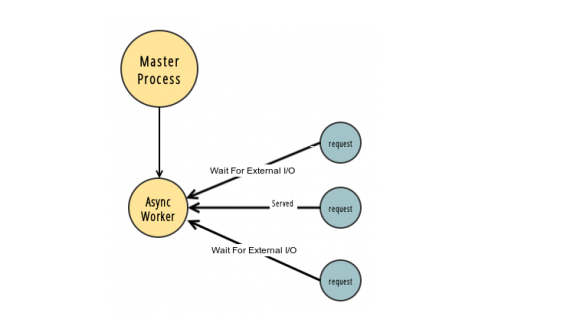 Master
Process
request
Wait For External I/O
Async
Worker
Served
request
Wait For External I/O
request